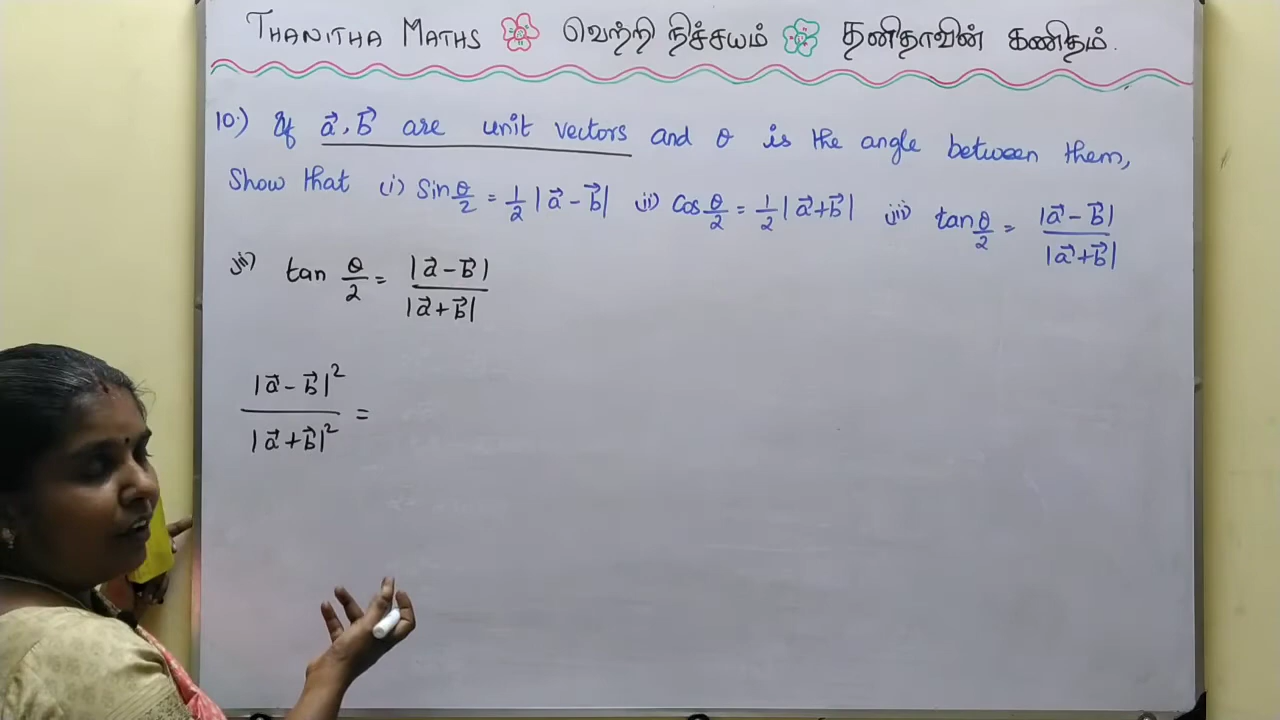 THANITHA MATHS வெற்றி நிச்சயம் தனிதாவின் கணிதம்.
10.) If a⃗, b⃗ are unit vectors and θ is the angle between them,
Show that (i) Sin θ/2 = 1/2 |a⃗ - b⃗| ii) Cos θ/2 = 1/2 |a⃗ + b⃗| iii) tan θ/2 = |a⃗ - b⃗| / |a⃗ + b⃗|
iii) tan θ/2 = |a⃗ - b⃗| / |a⃗ + b⃗|
|a⃗ - b⃗|² / |a⃗ + b⃗|² =